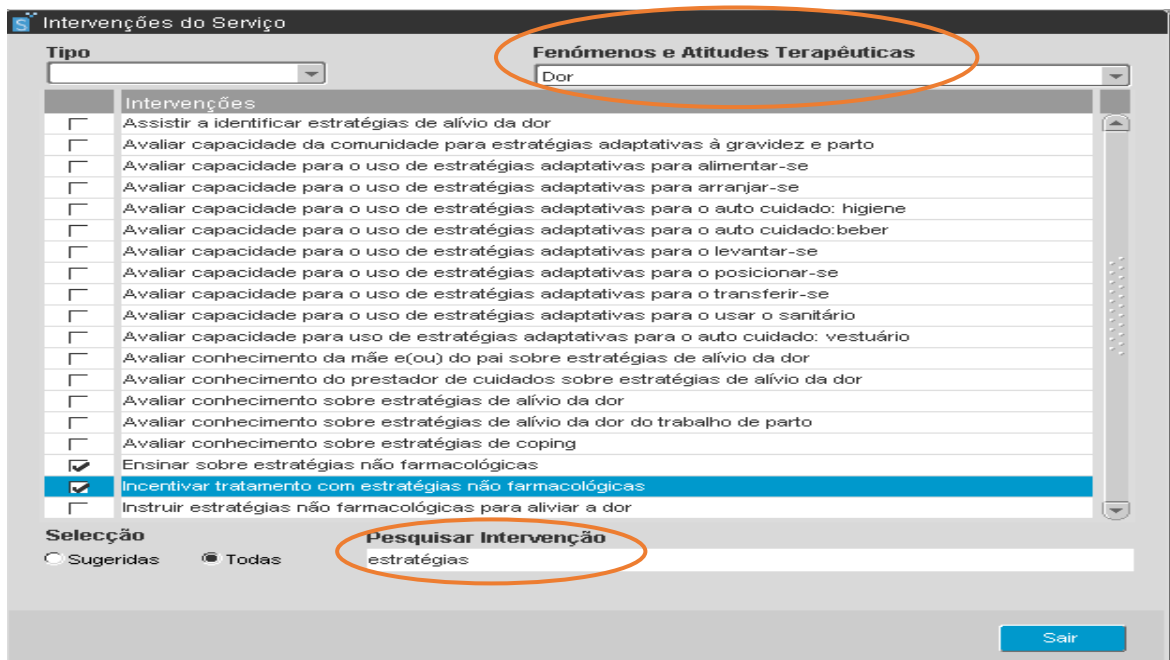 S Intervenções do Serviço
Tipo
Fenómenos e Atitudes Terapêuticas
Dor
Intervenções
Assistir a identificar estratégias de alívio da dor
Avaliar capacidade da comunidade para estratégias adaptativas à gravidez e parto
Avaliar capacidade para o uso de estratégias adaptativas para alimentar-se
Avaliar capacidade para o uso de estratégias adaptativas para arranjar-se
Avaliar capacidade para o uso de estratégias adaptativas para o auto cuidado: higiene
Avaliar capacidade para o uso de estratégias adaptativas para o auto cuidado:beber
Avaliar capacidade para o uso de estratégias adaptativas para o levantar-se
Avaliar capacidade para o uso de estratégias adaptativas para o posicionar-se
Avaliar capacidade para o uso de estratégias adaptativas para o transferir-se
Avaliar capacidade para o uso de estratégias adaptativas para o usar o sanitário
Avaliar capacidade para uso de estratégias adaptativas para o auto cuidado: vestuário
Avaliar conhecimento da mãe e(ou) do pai sobre estratégias de alívio da dor
Avaliar conhecimento do prestador de cuidados sobre estratégias de alívio da dor
Avaliar conhecimento sobre estratégias de alívio da dor
Avaliar conhecimento sobre estratégias de alívio da dor do trabalho de parto
Avaliar conhecimento sobre estratégias de coping
Ensinar sobre estratégias não farmacológicas
Incentivar tratamento com estratégias não farmacológicas
Instruir estratégias não farmacológicas para aliviar a dor
Selecção
Pesquisar Intervenção
Sugeridas Todas
estratégias
Sair